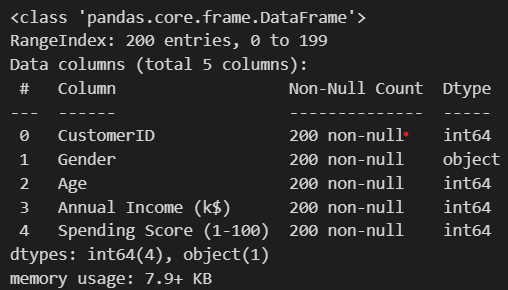 <class 'pandas.core.frame.DataFrame'>
RangeIndex: 200 entries, 0 to 199
Data columns (total 5 columns):
 #   Column                  Non-Null Count  Dtype
---  ------                  --------------  -----
 0   CustomerID              200 non-null    int64
 1   Gender                  200 non-null    object
 2   Age                     200 non-null    int64
 3   Annual Income (k$)      200 non-null    int64
 4   Spending Score (1-100)  200 non-null    int64
dtypes: int64(4), object(1)
memory usage: 7.9+ KB